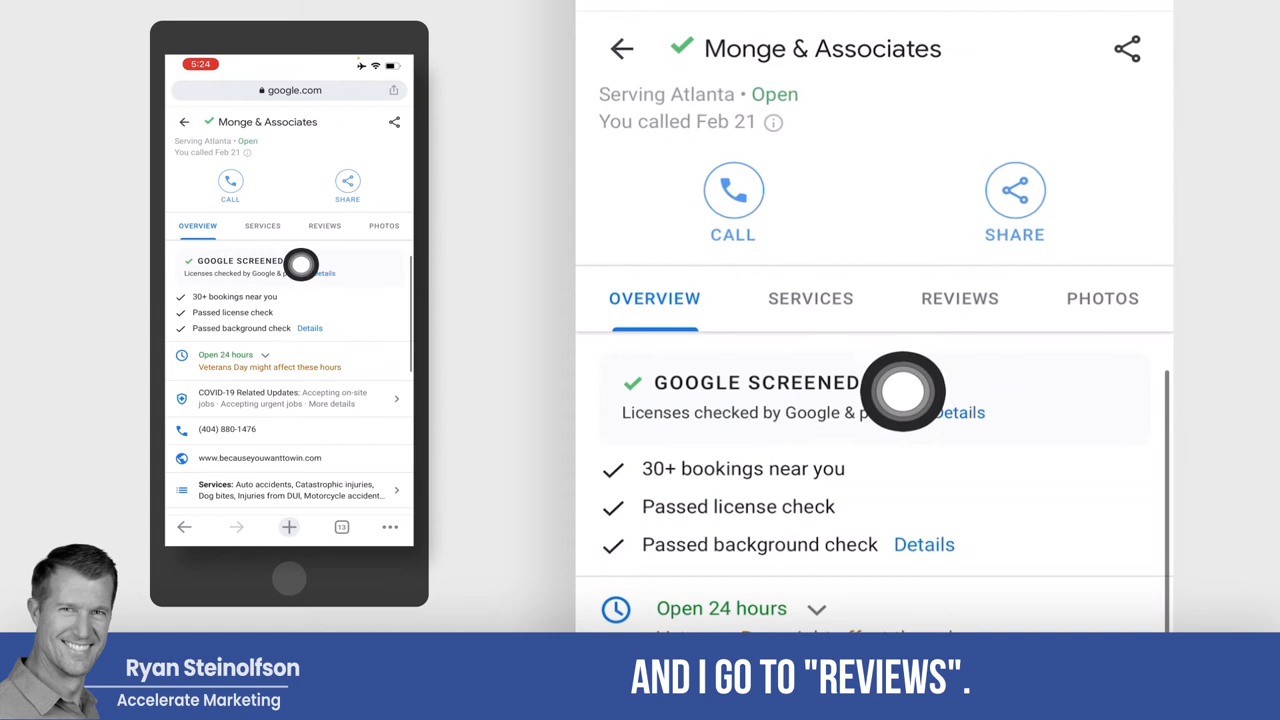 5:24
google.com
Monge & Associates
Serving Atlanta • Open
You called Feb 21
CALL
SHARE
OVERVIEW
SERVICES
REVIEWS
PHOTOS
GOOGLE SCREENED
Licenses checked by Google & Details
30+ bookings near you
Passed license check
Passed background check Details
Open 24 hours
Veterans Day might affect these hours
COVID-19 Related Updates: Accepting on-site
jobs · Accepting urgent jobs · More details
(404) 880-1476
www.becauseyouwanttowin.com
Services: Auto accidents, Catastrophic injuries,
Dog bites, Injuries from DUI, Motorcycle accident...
13
Monge & Associates
Serving Atlanta • Open
You called Feb 21
CALL
SHARE
OVERVIEW
SERVICES
REVIEWS
PHOTOS
GOOGLE SCREENED
Licenses checked by Google & Details
30+ bookings near you
Passed license check
Passed background check Details
Open 24 hours
Ryan Steinolfson
Accelerate Marketing
AND I GO TO "REVIEWS".